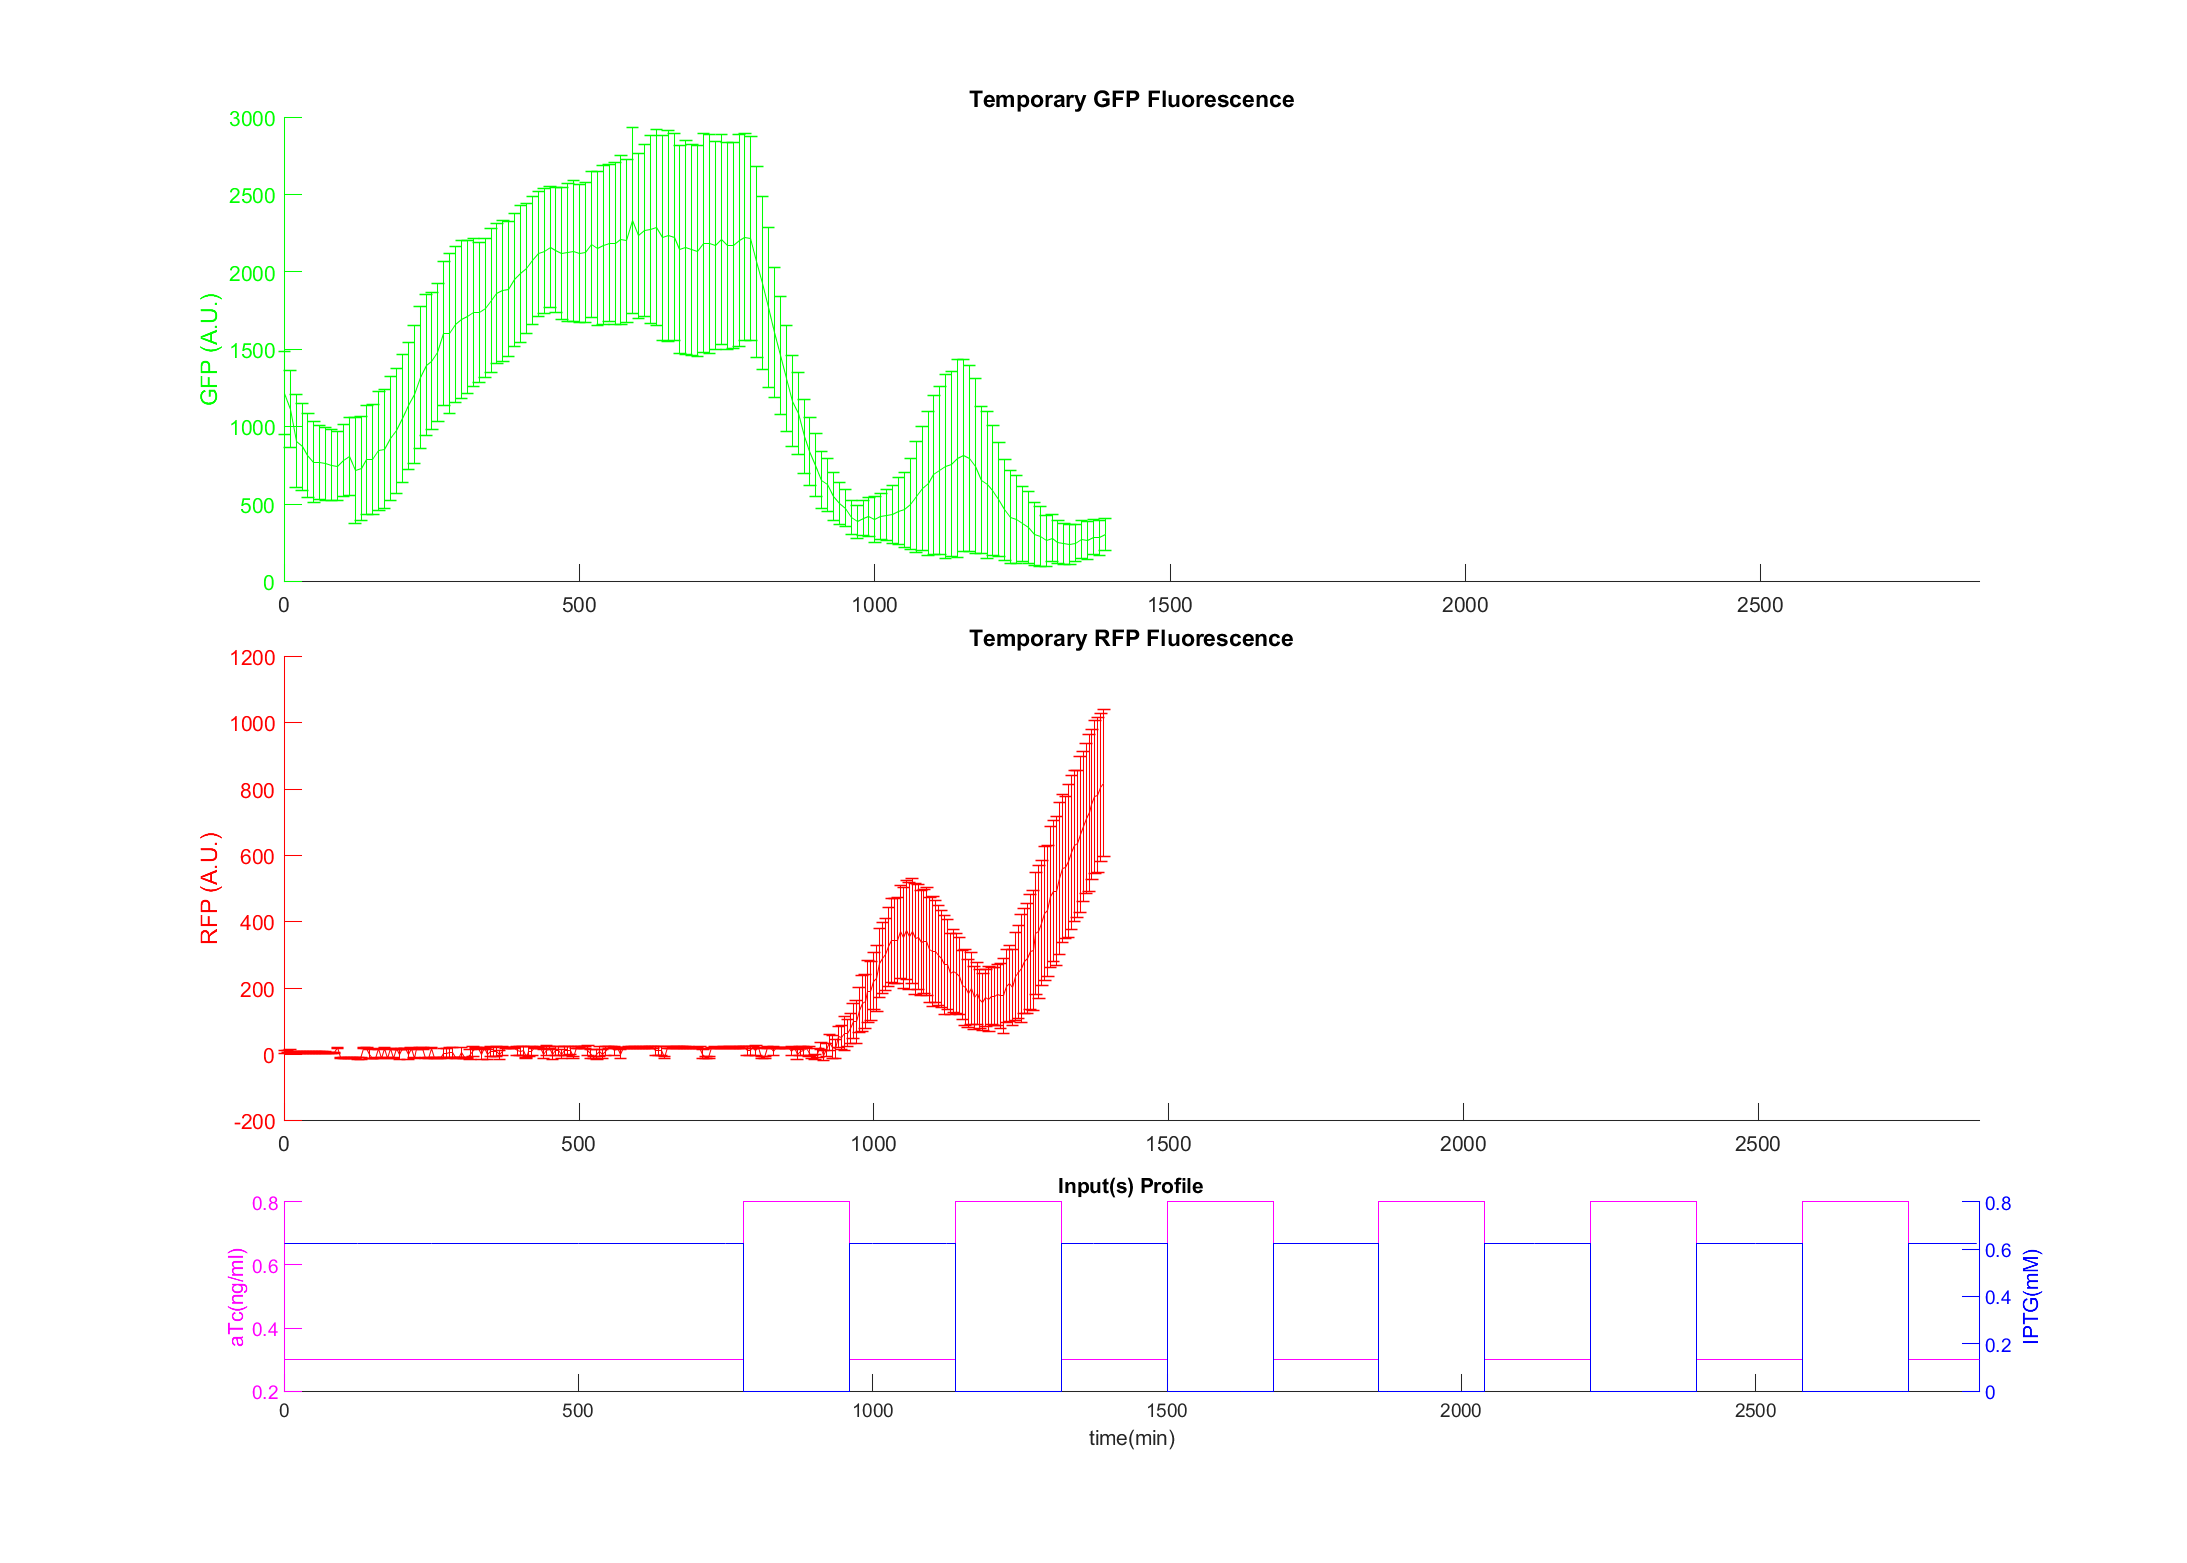 Temporary GFP Fluorescence
3000
2500
2000
1500
1000
500
0
GFP (A.U.)
0 500 1000 1500 2000 2500
Temporary RFP Fluorescence
1200
1000
800
600
400
200
0
-200
RFP (A.U.)
0 500 1000 1500 2000 2500
Input(s) Profile
0.8
0.6
0.4
0.2
aTc(ng/ml)
0.8
0.6
0.4
0.2
0
IPTG(mM)
0 500 1000 1500 2000 2500
time(min)